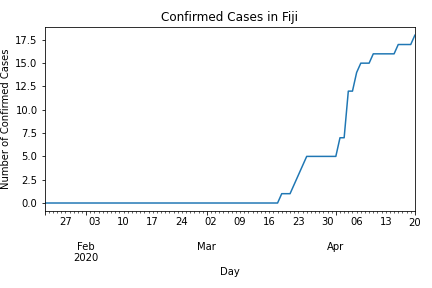 Confirmed Cases in Fiji
Number of Confirmed Cases
17.5
15.0
12.5
10.0
7.5
5.0
2.5
0.0
27 03 10 17 24 02 09 16 23 30 06 13 20
Feb Mar Apr
2020
Day